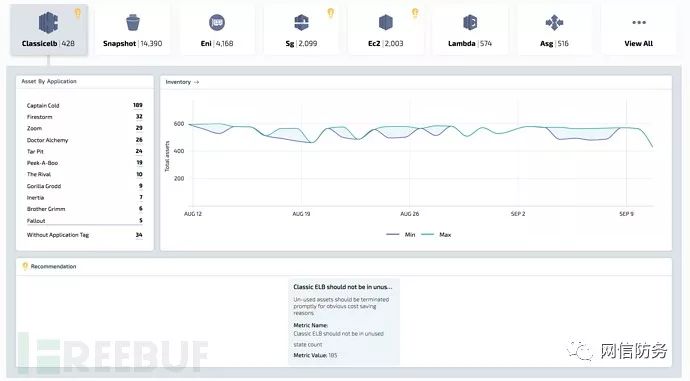 Classicelb | 428
Snapshot | 14,390
Eni | 4,168
Sg | 2,099
Ec2 | 2,003
Lambda | 574
Asg | 516
View All
Asset By Application
Captain Cold 189
Firestorm 32
Zoom 29
Doctor Alchemy 26
Tar Pit 24
Peek-A-Boo 19
The Rival 10
Gorilla Grodd 9
Inertia 7
Brother Grimm 6
Fallout 5
Without Application Tag 34
Inventory →
Total assets
600
400
200
AUG 12
AUG 19
AUG 26
SEP 2
SEP 9
Min
Max
Recommendation
Classic ELB should not be in unus...
Un-used assets should be terminated
promptly for obvious cost saving
reasons
Metric Name:
Classic ELB should not be in unused
state count
Metric Value: 185
FREEBUF
网信防务